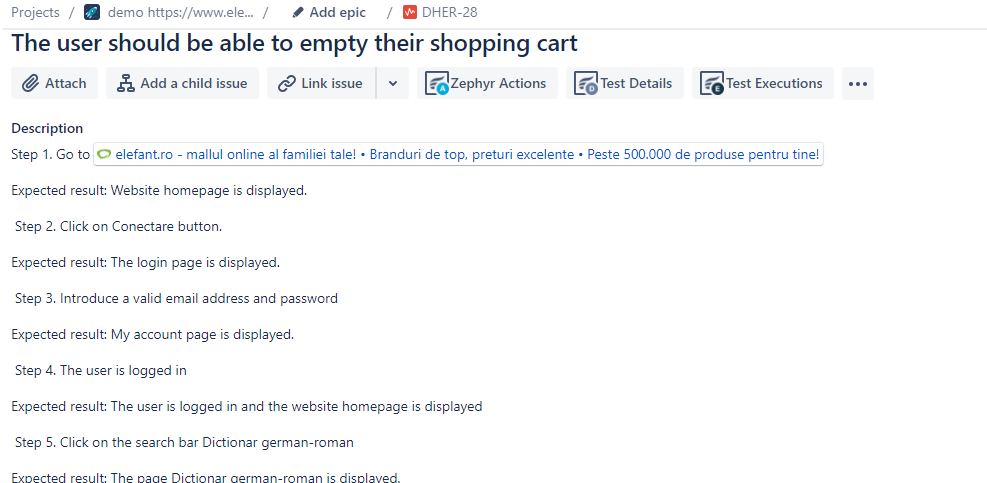 Projects / demo https://www.ele... / Add epic / DHER-28
The user should be able to empty their shopping cart
Attach Add a child issue Link issue Zephyr Actions Test Details Test Executions ...
Description
Step 1. Go to elefant.ro - mallul online al familiei tale! • Branduri de top, preturi excelente • Peste 500.000 de produse pentru tine!
Expected result: Website homepage is displayed.
Step 2. Click on Conectare button.
Expected result: The login page is displayed.
Step 3. Introduce a valid email address and password
Expected result: My account page is displayed.
Step 4. The user is logged in
Expected result: The user is logged in and the website homepage is displayed
Step 5. Click on the search bar Dictionar german-roman
Expected result: The page Dictionar german-roman is displayed.